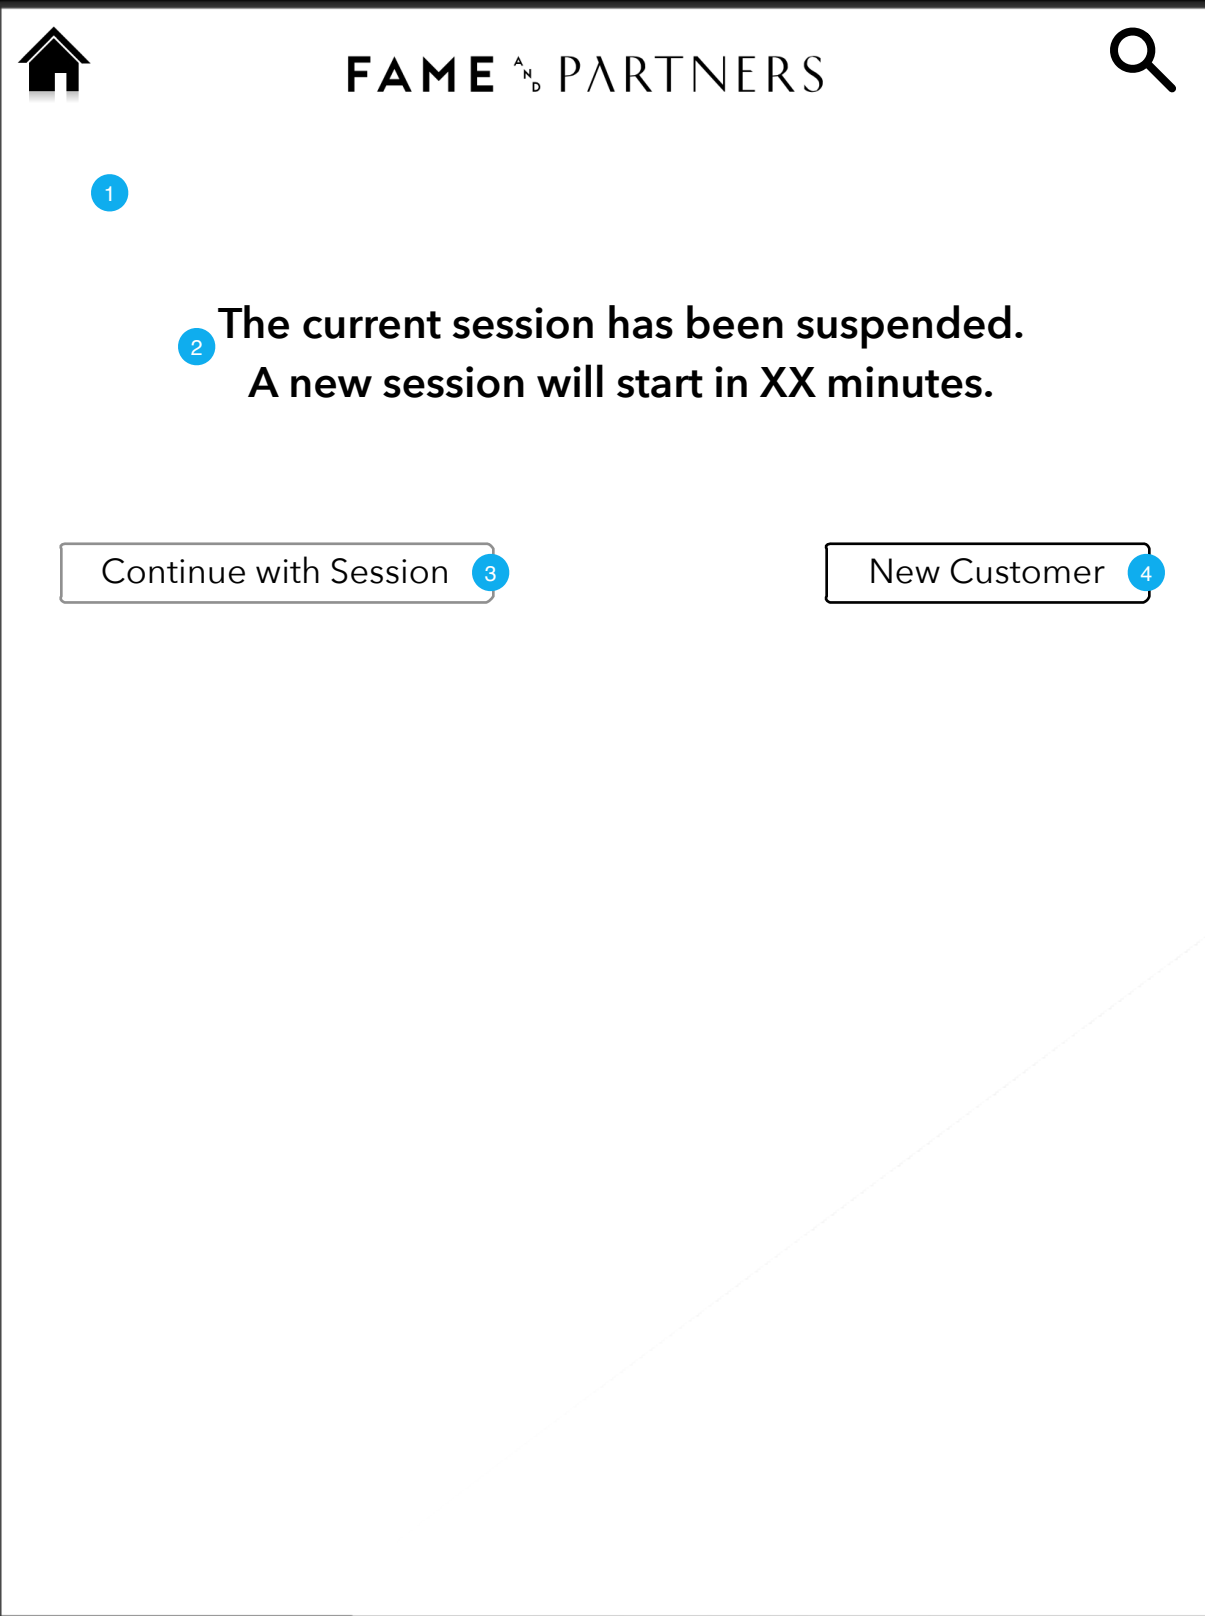 FAME AND PARTNERS
1
The current session has been suspended.
2
A new session will start in XX minutes.
Continue with Session 3
New Customer 4